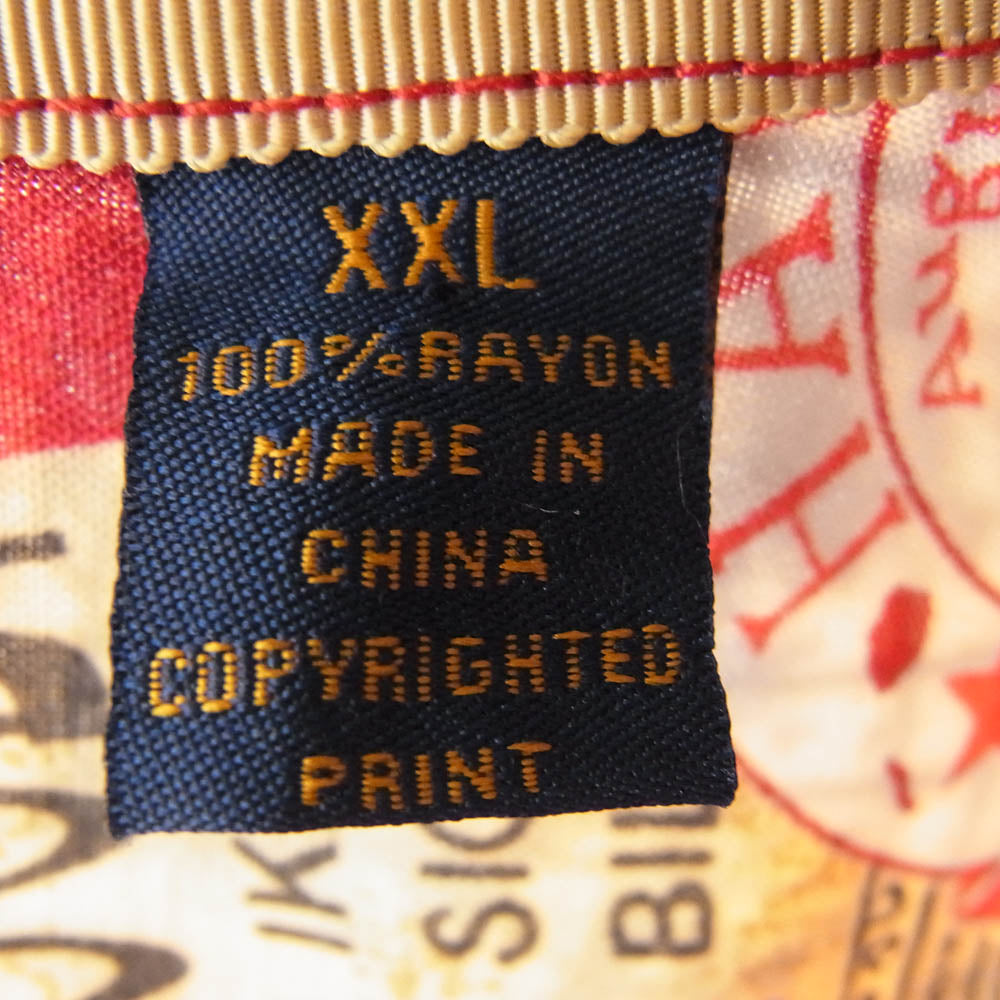 XXL
100%RAYON
MADE IN
CHINA
COPYRIGHTED
PRINT